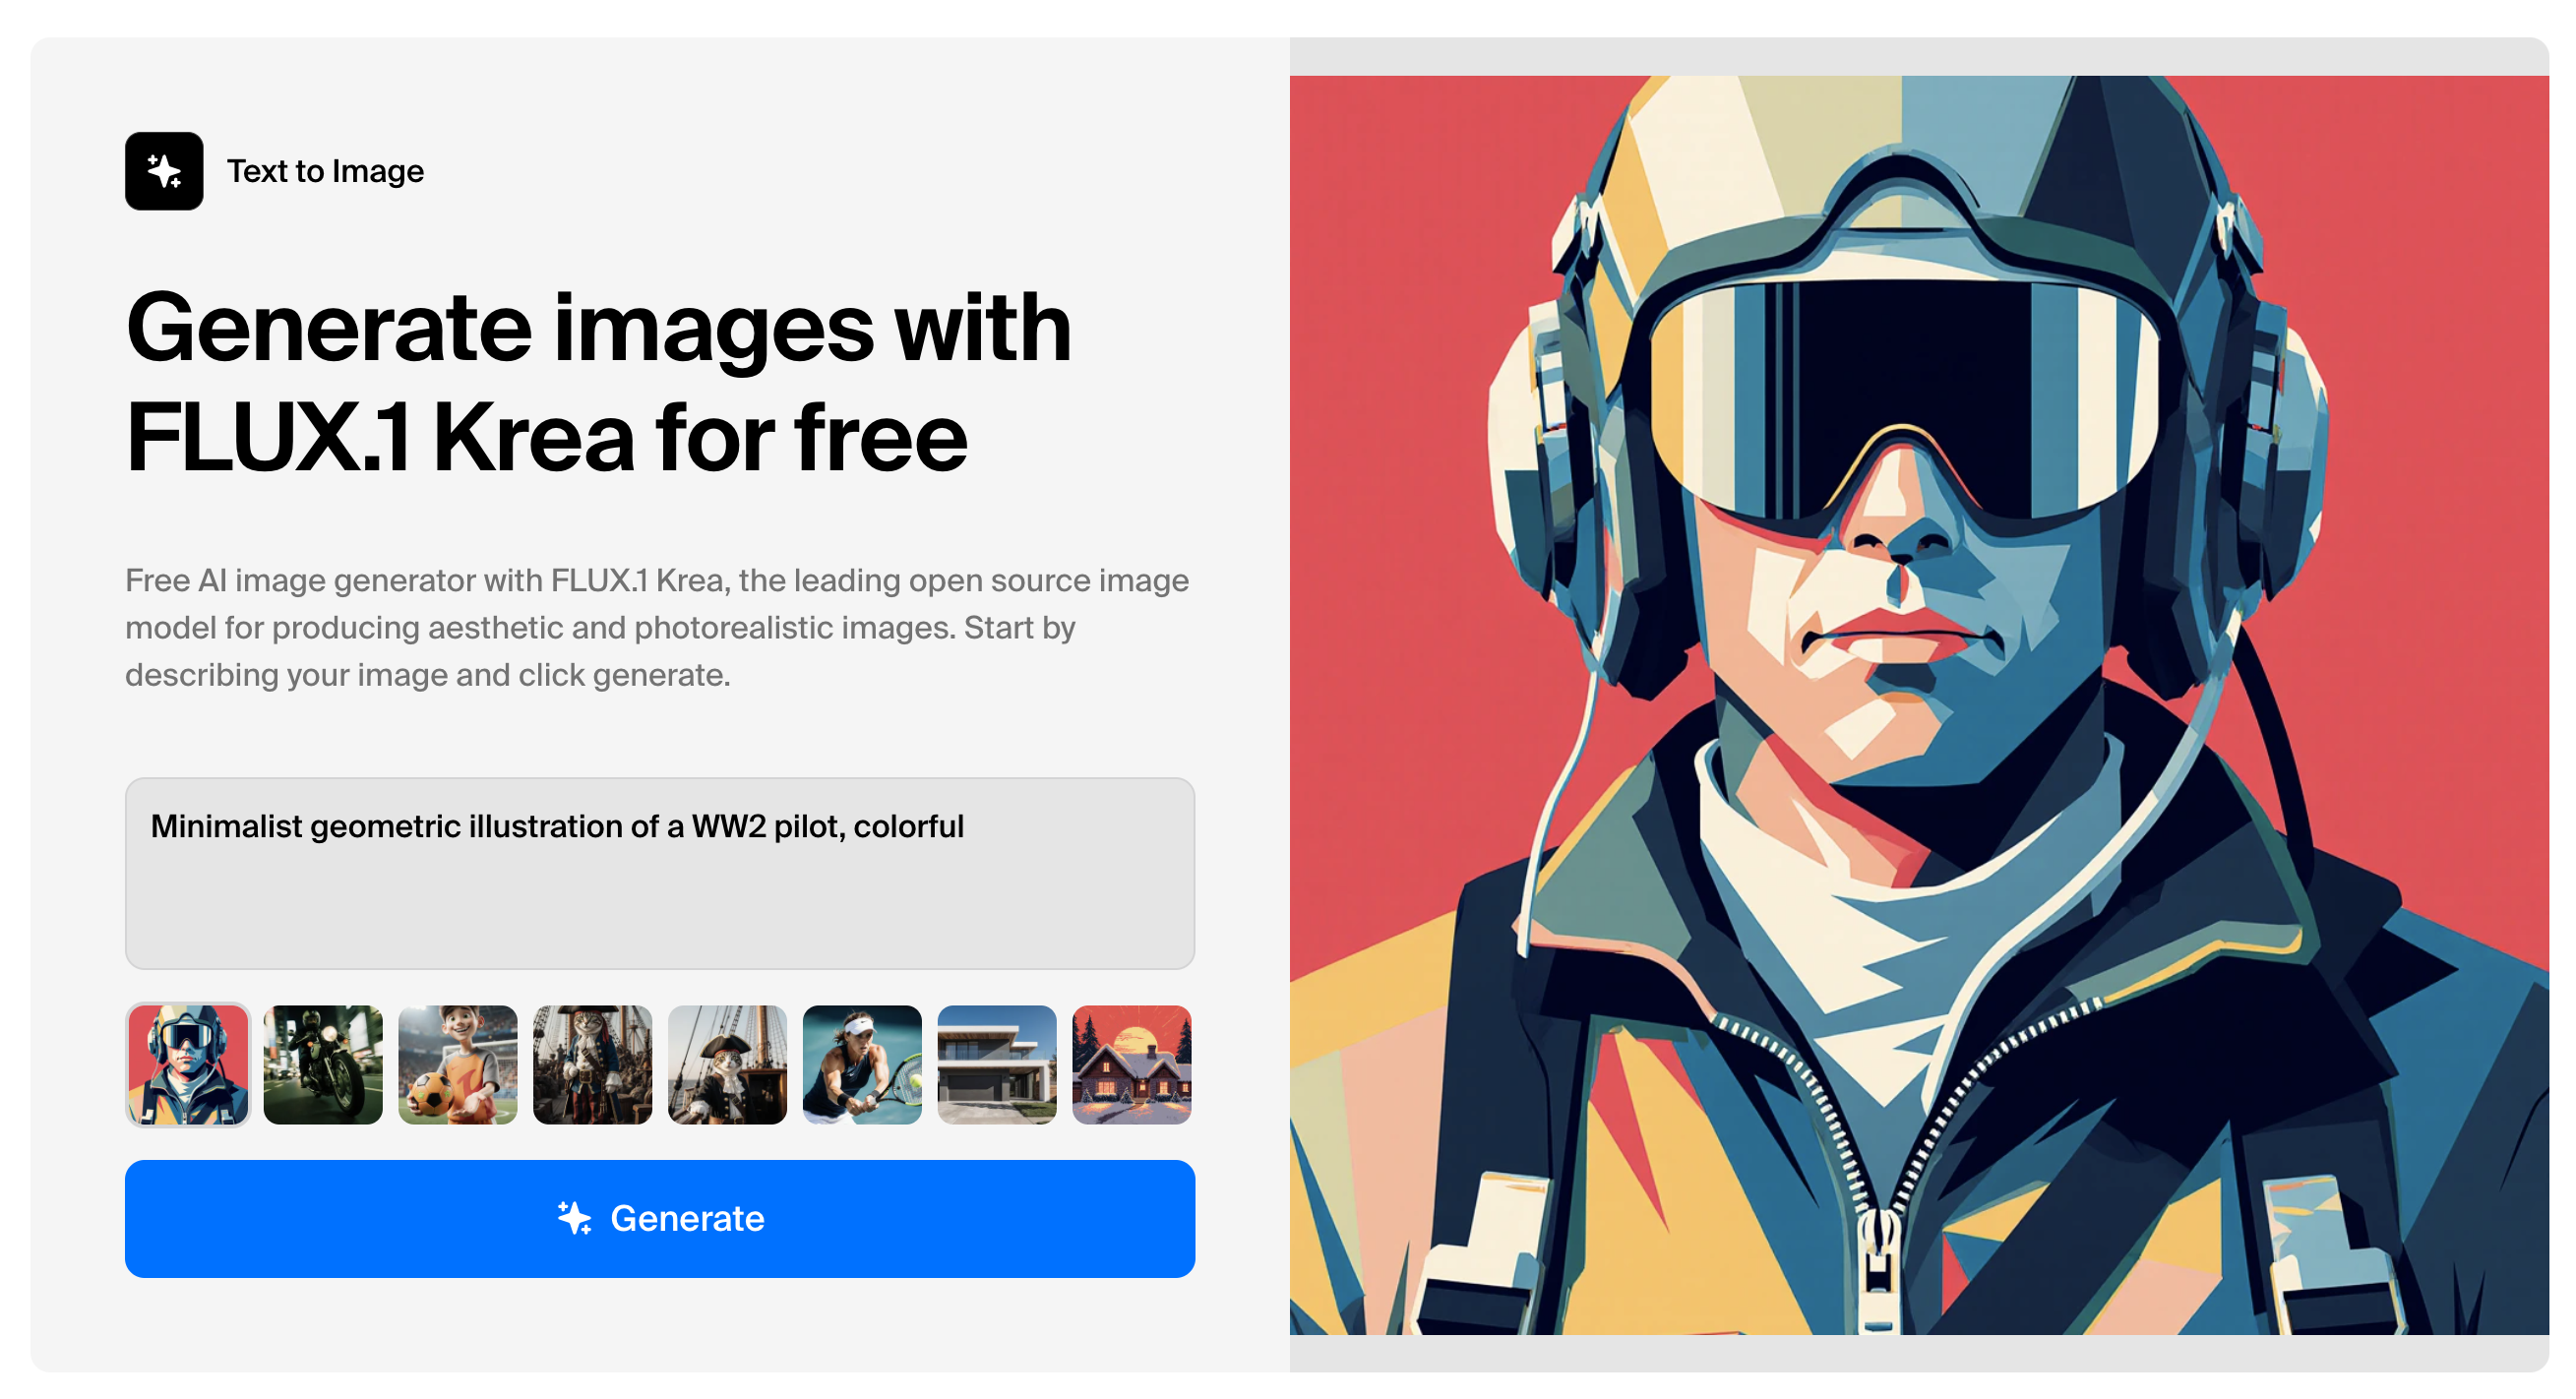 Text to Image
Generate images with
FLUX.1 Krea for free
Free AI image generator with FLUX.1 Krea, the leading open source image
model for producing aesthetic and photorealistic images. Start by
describing your image and click generate.
Minimalist geometric illustration of a WW2 pilot, colorful
Generate